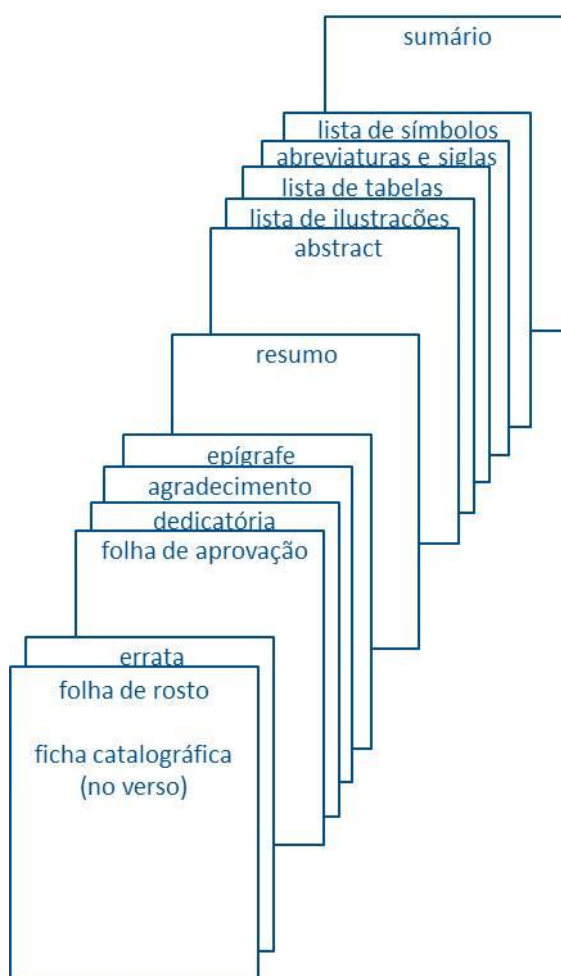 sumário
lista de símbolos
abreviaturas e siglas
lista de tabelas
lista de ilustrações
abstract
resumo
epígrafe
agradecimento
dedicatória
folha de aprovação
errata
folha de rosto
ficha catalográfica
(no verso)